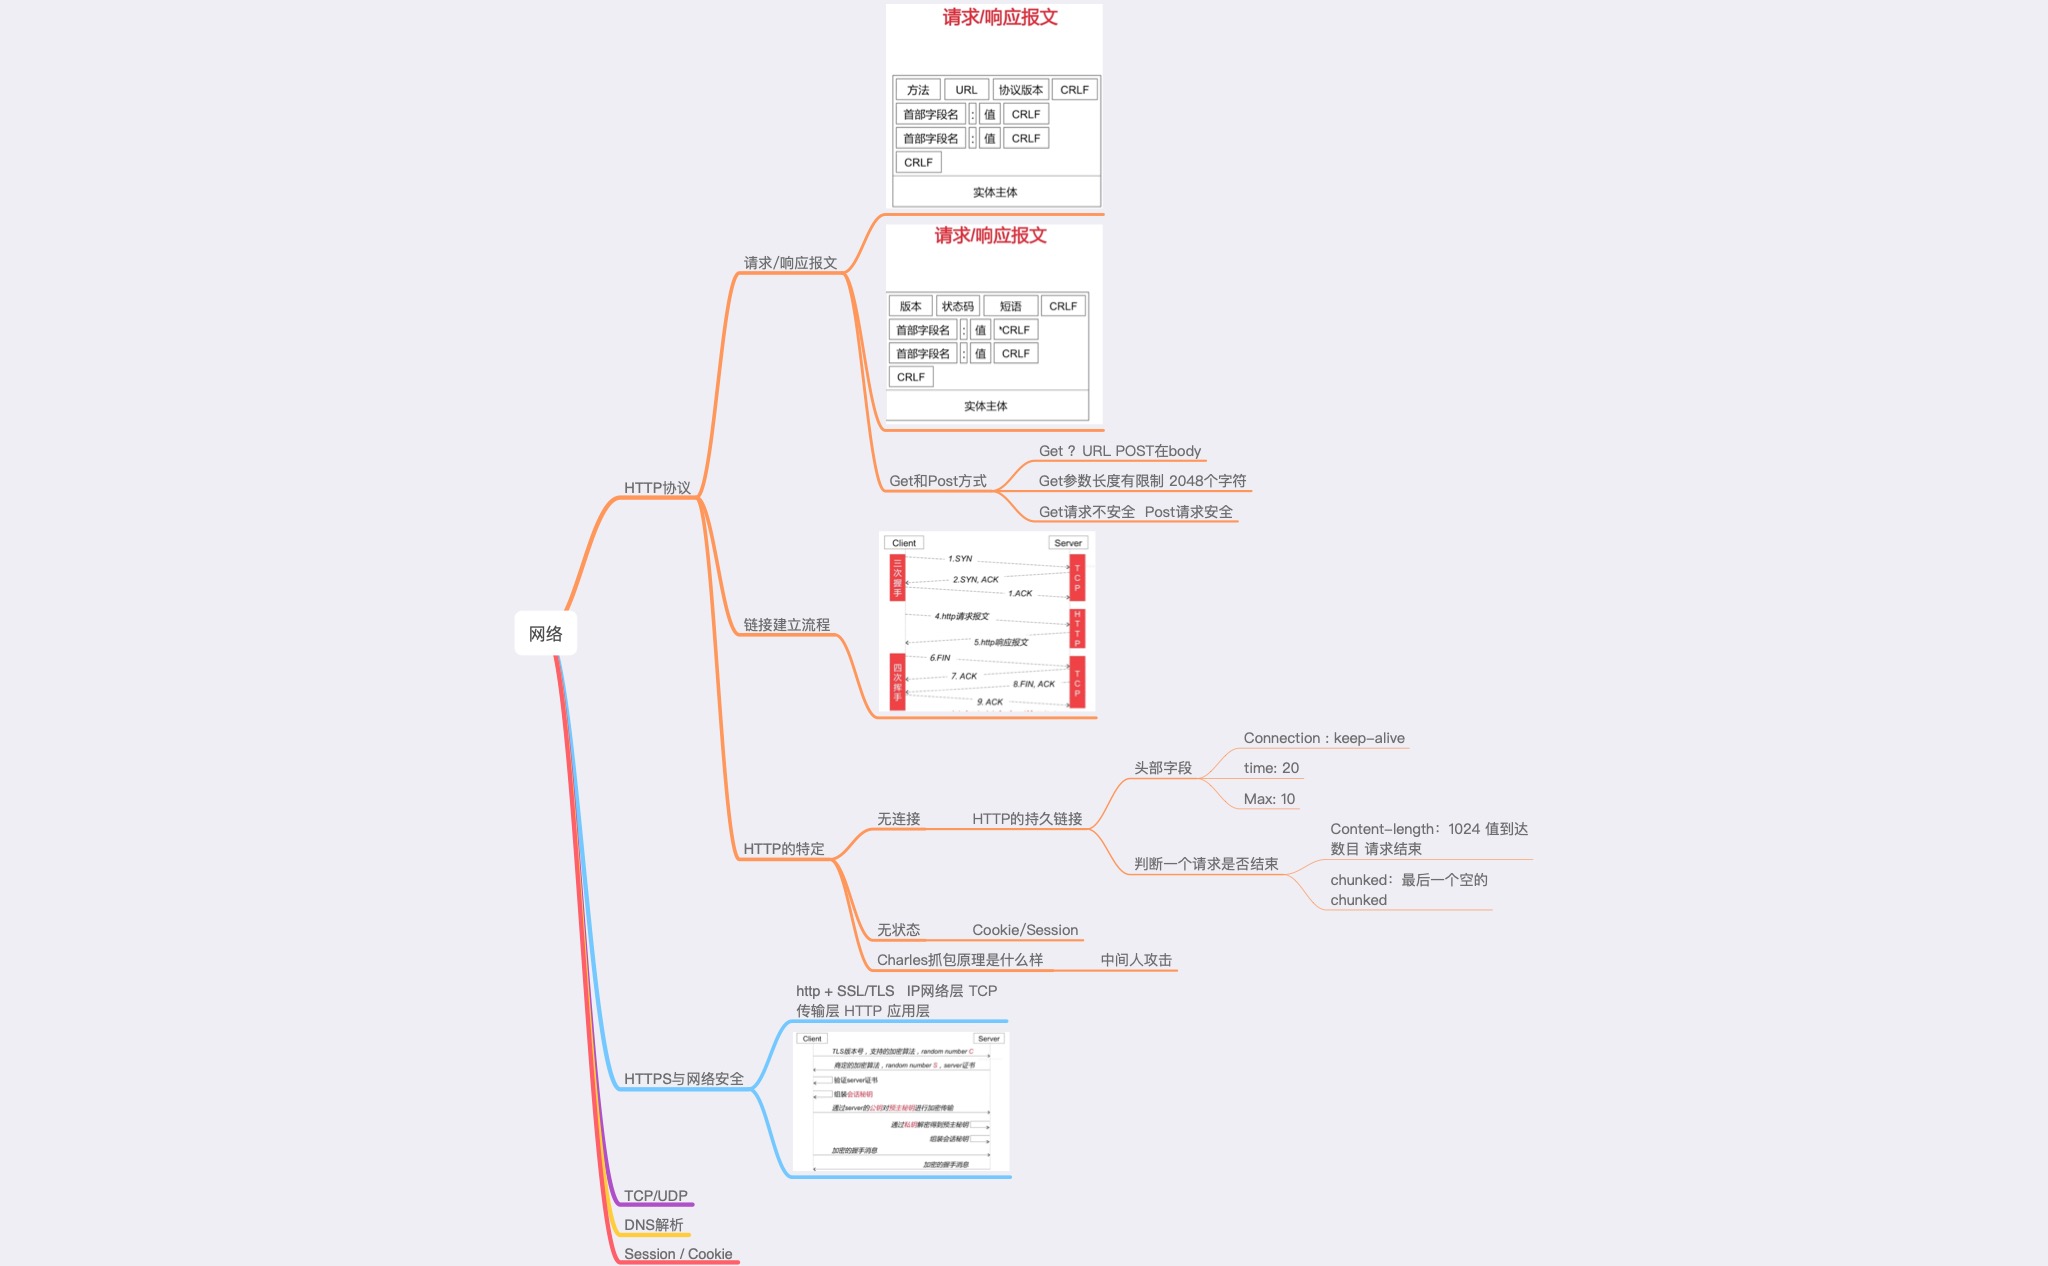 请求/响应报文
方法 URL 协议版本 CRLF
首部字段名 : 值 CRLF
首部字段名 : 值 CRLF
CRLF
实体主体
请求/响应报文
版本 状态码 短语 CRLF
首部字段名 : 值 CRLF
首部字段名 : 值 CRLF
CRLF
实体主体
请求/响应报文
Get ? URL POST在body
Get和Post方式
Get参数长度有限制 2048个字符
Get请求不安全 Post请求安全
HTTP协议
Client Server
三次握手
TCP
1.SYN
2.SYN, ACK
1.ACK
HTTP
4.http请求报文
5.http响应报文
四次挥手
TCP
6.FIN
7. ACK
8.FIN, ACK
9. ACK
链接建立流程
网络
HTTP的特定
无连接
HTTP的持久链接
头部字段
Connection : keep-alive
time: 20
Max: 10
判断一个请求是否结束
Content-length: 1024 值到达
数目 请求结束
chunked: 最后一个空的
chunked
无状态
Cookie/Session
Charles抓包原理是什么样
中间人攻击
http + SSL/TLS IP网络层 TCP
传输层 HTTP 应用层
HTTPS与网络安全
Client Server
TLS版本号，支持的加密算法，random number C
商定的加密算法，random number S，server证书
验证server证书
组装会话秘钥
通过server的公钥对预主秘钥进行加密传输
通过私钥解密得到预主秘钥
组装会话秘钥
加密的握手消息
加密的握手消息
TCP/UDP
DNS解析
Session / Cookie